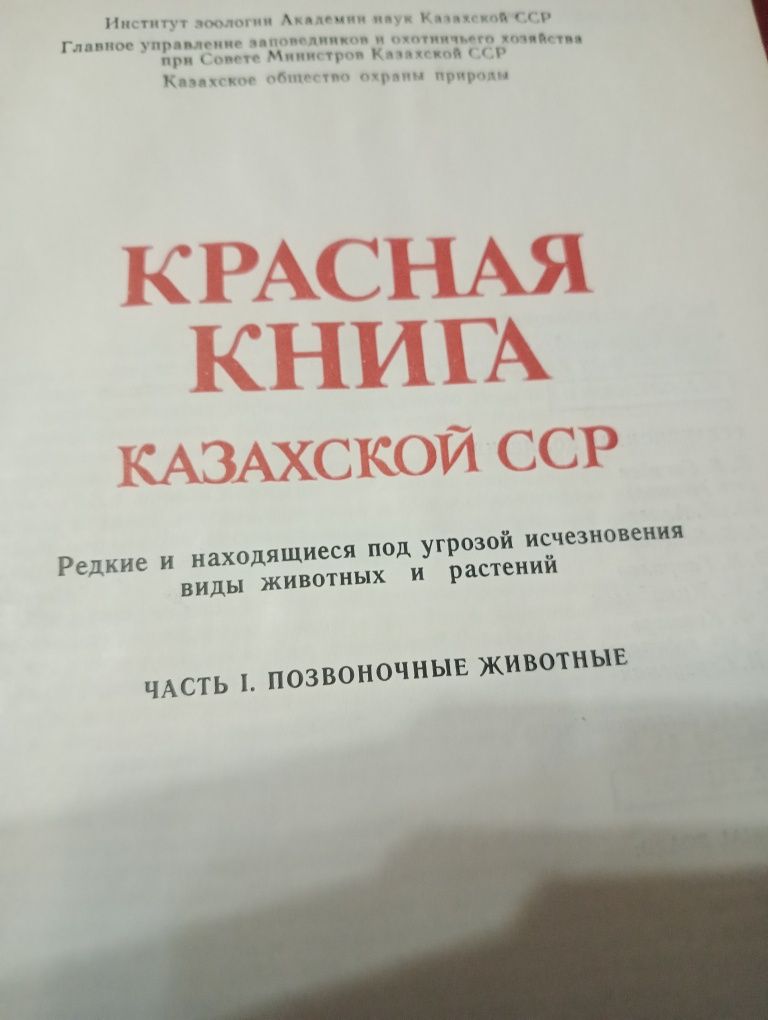 Институт зоологии Академии наук Казахской ССР
Главное управление заповедников и охотничьего хозяйства
при Совете Министров Казахской ССР
Казахское общество охраны природы
КРАСНАЯ
КНИГА
КАЗАХСКОЙ ССР
Редкие и находящиеся под угрозой исчезновения
виды животных и растений
ЧАСТЬ I. ПОЗВОНОЧНЫЕ ЖИВОТНЫЕ